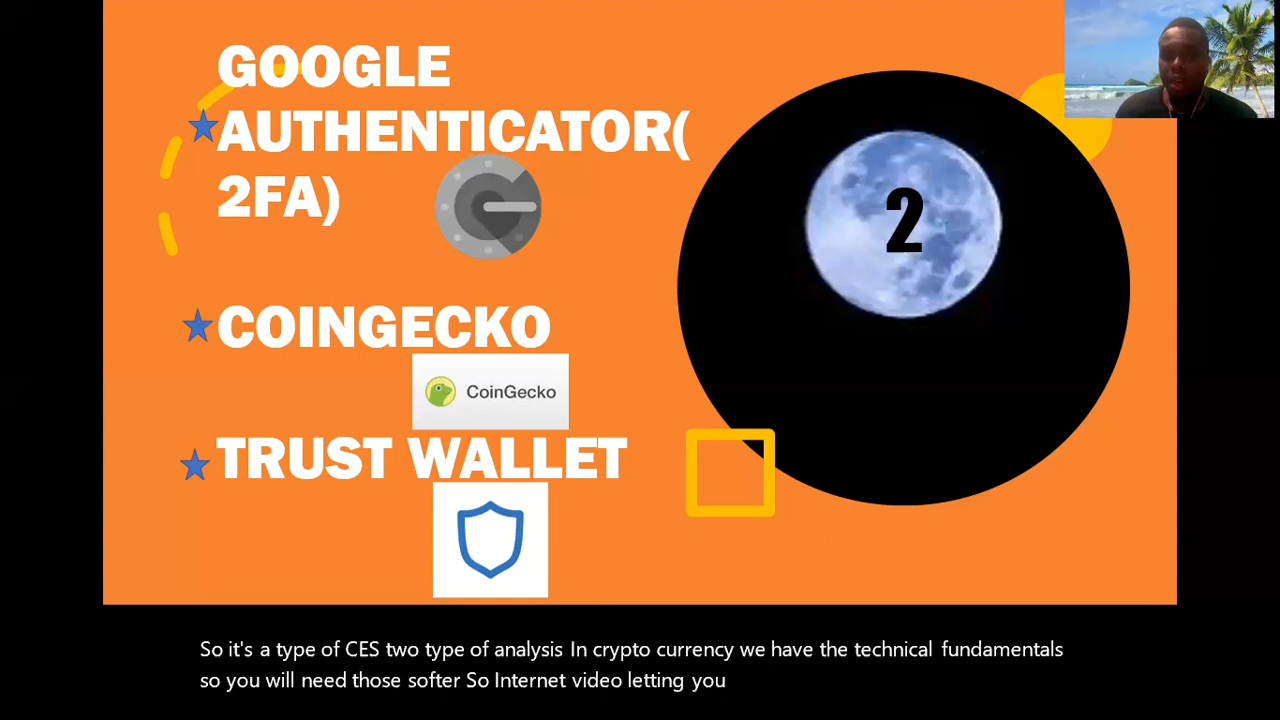 GOOGLE
AUTHENTICATOR(
2FA)
2
COINGECKO
CoinGecko
TRUST WALLET
So it's a type of CES two type of analysis In crypto currency we have the technical fundamentals
so you will need those softer So Internet video letting you